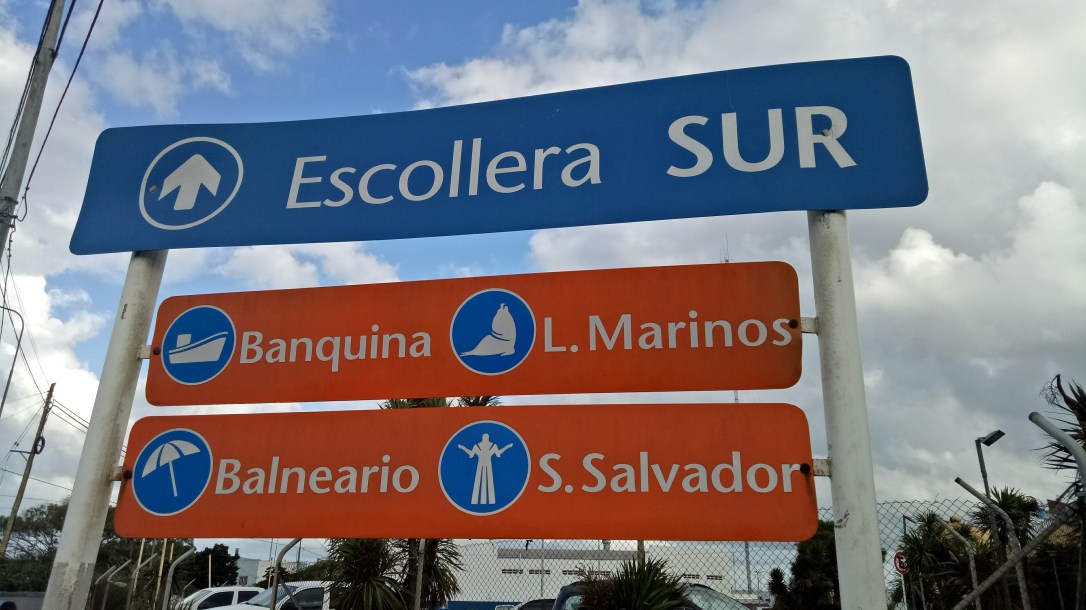 Escollera SUR
Banquina L. Marinos
Balneario S. Salvador